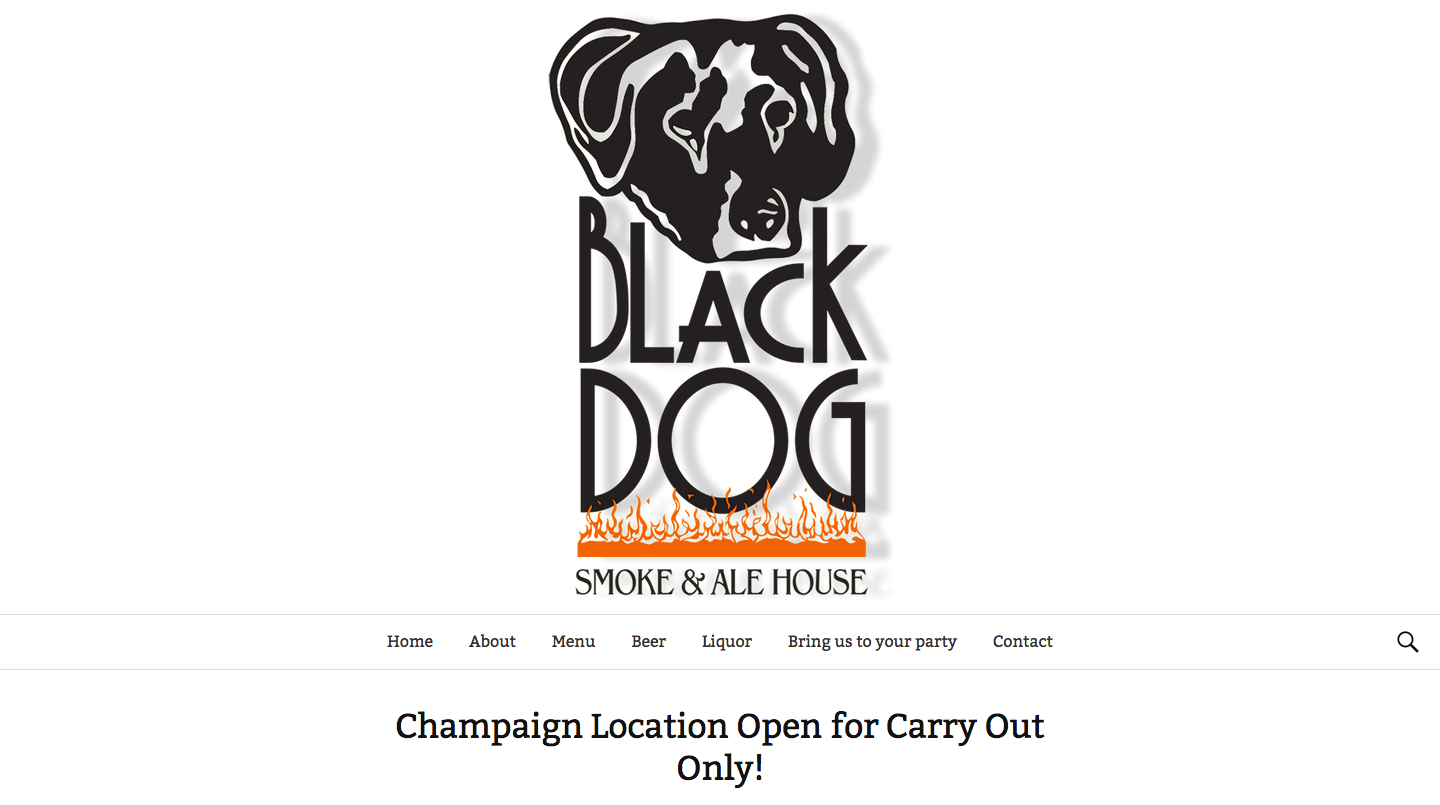 BLACK
DOG
SMOKE & ALE HOUSE
Home About Menu Beer Liquor Bring us to your party Contact
Champaign Location Open for Carry Out
Only!